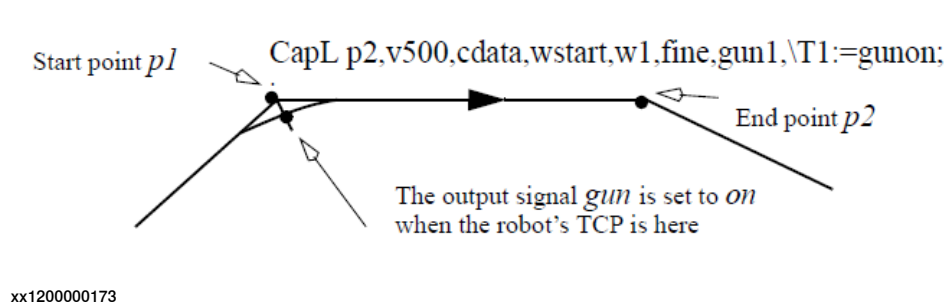 CapL p2,v500,cdata,wstart,w1,fine,gun1,\T1:=gunon;
Start point p1
End point p2
The output signal gun is set to on
when the robot's TCP is here
xx1200000173